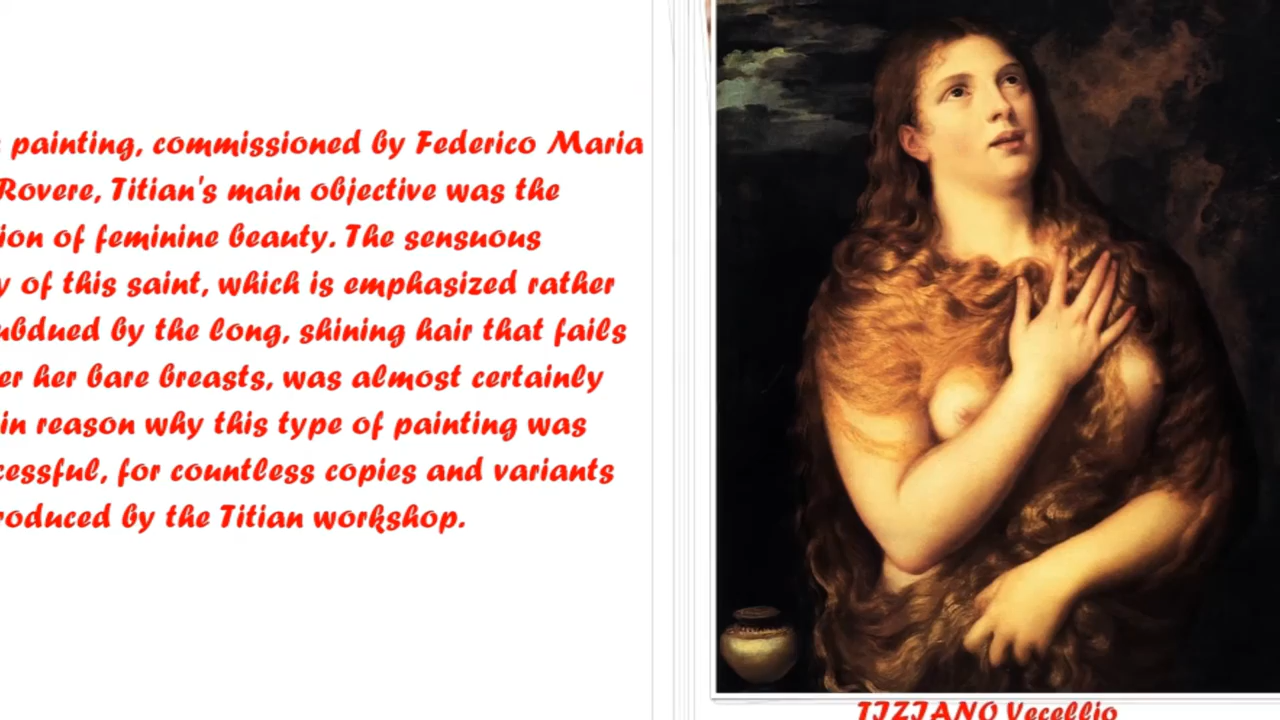 painting, commissioned by Federico Maria
Rovere, Titian's main objective was the
ion of feminine beauty. The sensuous
y of this saint, which is emphasized rather
ubdued by the long, shining hair that fails
er her bare breasts, was almost certainly
in reason why this type of painting was
cessful, for countless copies and variants
roduced by the Titian workshop.
TIZIANO Vecellio